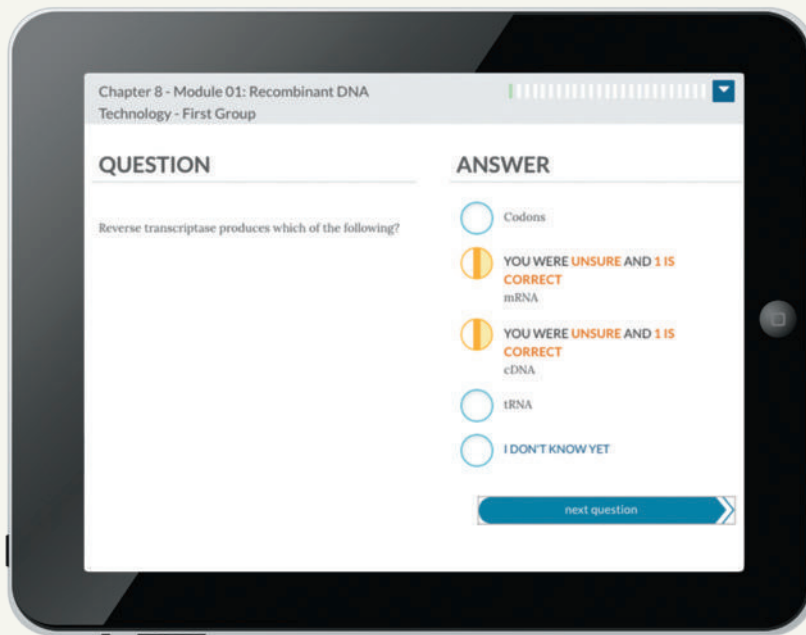 Chapter 8 - Module 01: Recombinant DNA
Technology - First Group
QUESTION
Reverse transcriptase produces which of the following?
ANSWER
Codons
YOU WERE UNSURE AND 1 IS
CORRECT
mRNA
YOU WERE UNSURE AND 1 IS
CORRECT
cDNA
tRNA
I DON'T KNOW YET
next question